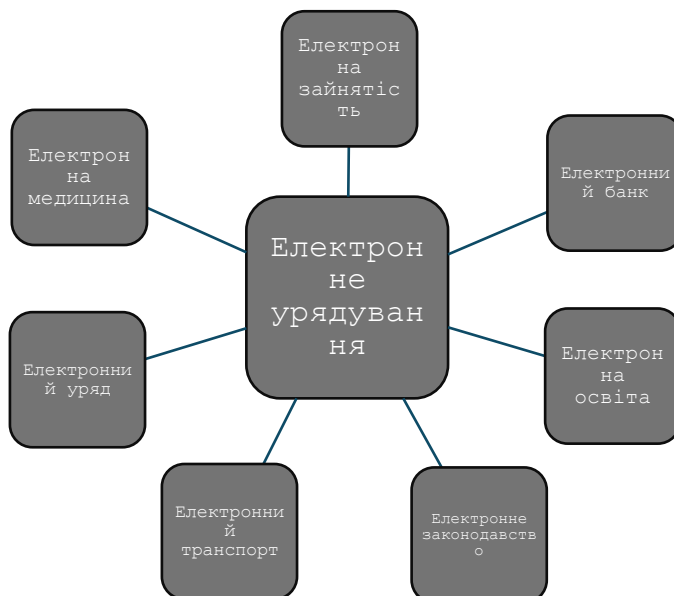 Електрон
на
зайнятіс
ть
Електронни
й банк
Електрон
на
освіта
Електронне
законодавств
о
Електронни
й
транспорт
Електронни
й уряд
Електрон
на
медицина
Електрон
не
урядуван
ня